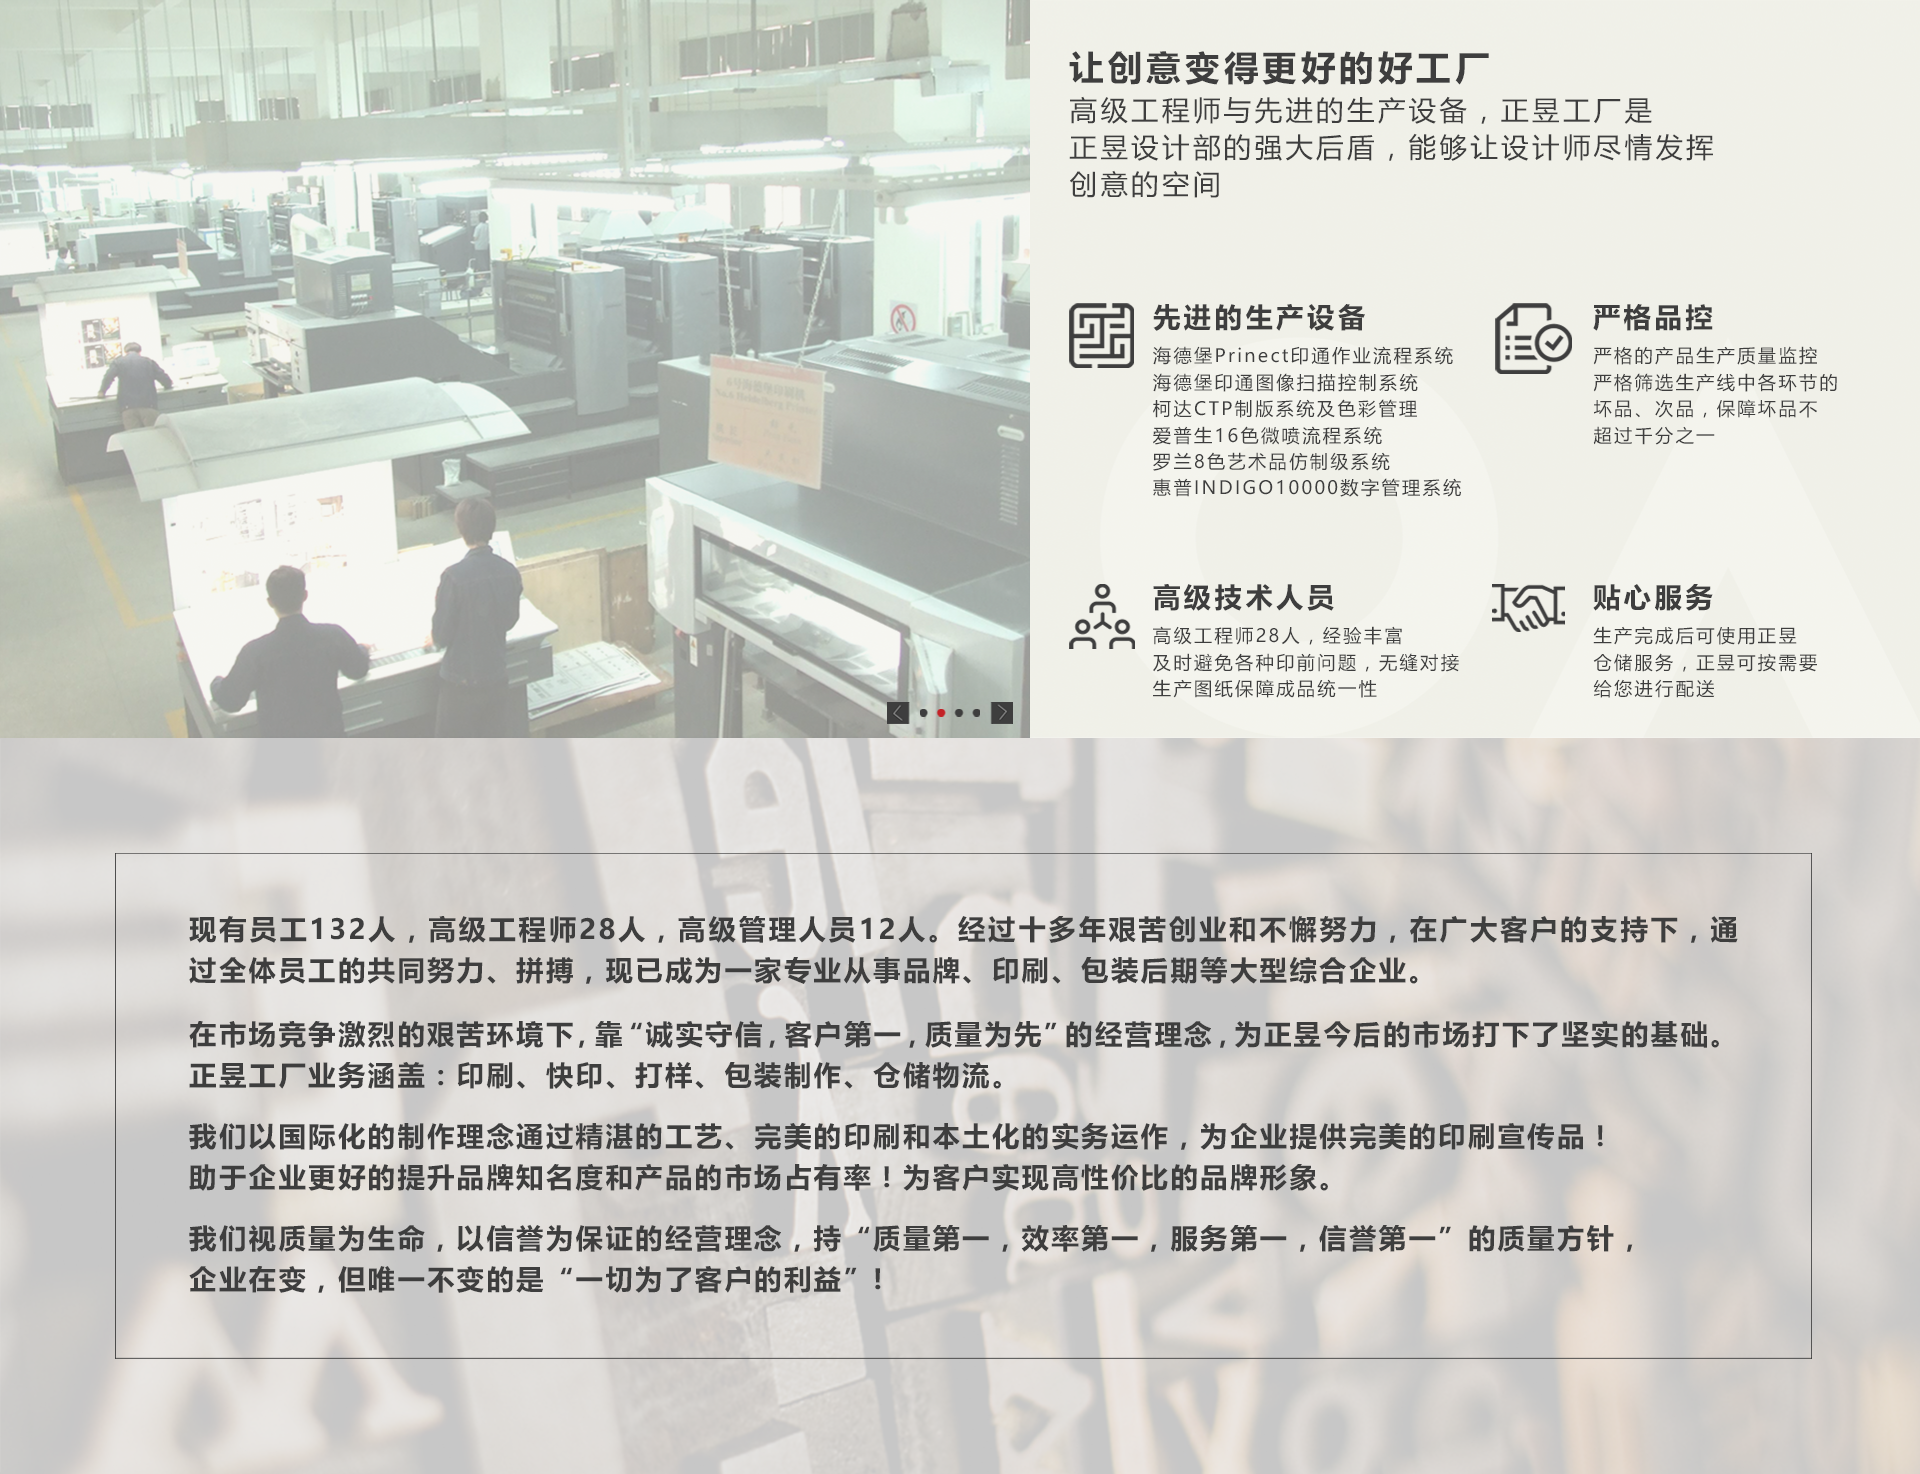 让创意变得更好的好工厂
高级工程师与先进的生产设备，正昱工厂是
正昱设计部的强大后盾，能够让设计师尽情发挥
创意的空间
先进的生产设备
海德堡Prinect印通作业流程系统
海德堡印通图像扫描控制系统
柯达CTP制版系统及色彩管理
爱普生16色微喷流程系统
罗兰8色艺术品仿制级系统
惠普INDIGO10000数字管理系统
严格品控
严格的产品生产质量监控
严格筛选生产线中各环节的
坏品、次品，保障坏品不
超过千分之一
高级技术人员
高级工程师28人，经验丰富
及时避免各种印前问题，无缝对接
生产图纸保障成品统一性
贴心服务
生产完成后可使用正昱
仓储服务，正昱可按需要
给您进行配送
现有员工132人，高级工程师28人，高级管理人员12人。经过十多年艰苦创业和不懈努力，在广大客户的支持下，通
过全体员工的共同努力、拼搏，现已成为一家专业从事品牌、印刷、包装后期等大型综合企业。
在市场竞争激烈的艰苦环境下，靠“诚实守信，客户第一，质量为先”的经营理念，为正昱今后的市场打下了坚实的基础。
正昱工厂业务涵盖：印刷、快印、打样、包装制作、仓储物流。
我们以国际化的制作理念通过精湛的工艺、完美的印刷和本土化的实务运作，为企业提供完美的印刷宣传品！
助于企业更好的提升品牌知名度和产品的市场占有率！为客户实现高性价比的品牌形象。
我们视质量为生命，以信誉为保证的经营理念，持“质量第一，效率第一，服务第一，信誉第一”的质量方针，
企业在变，但唯一不变的是“一切为了客户的利益”！